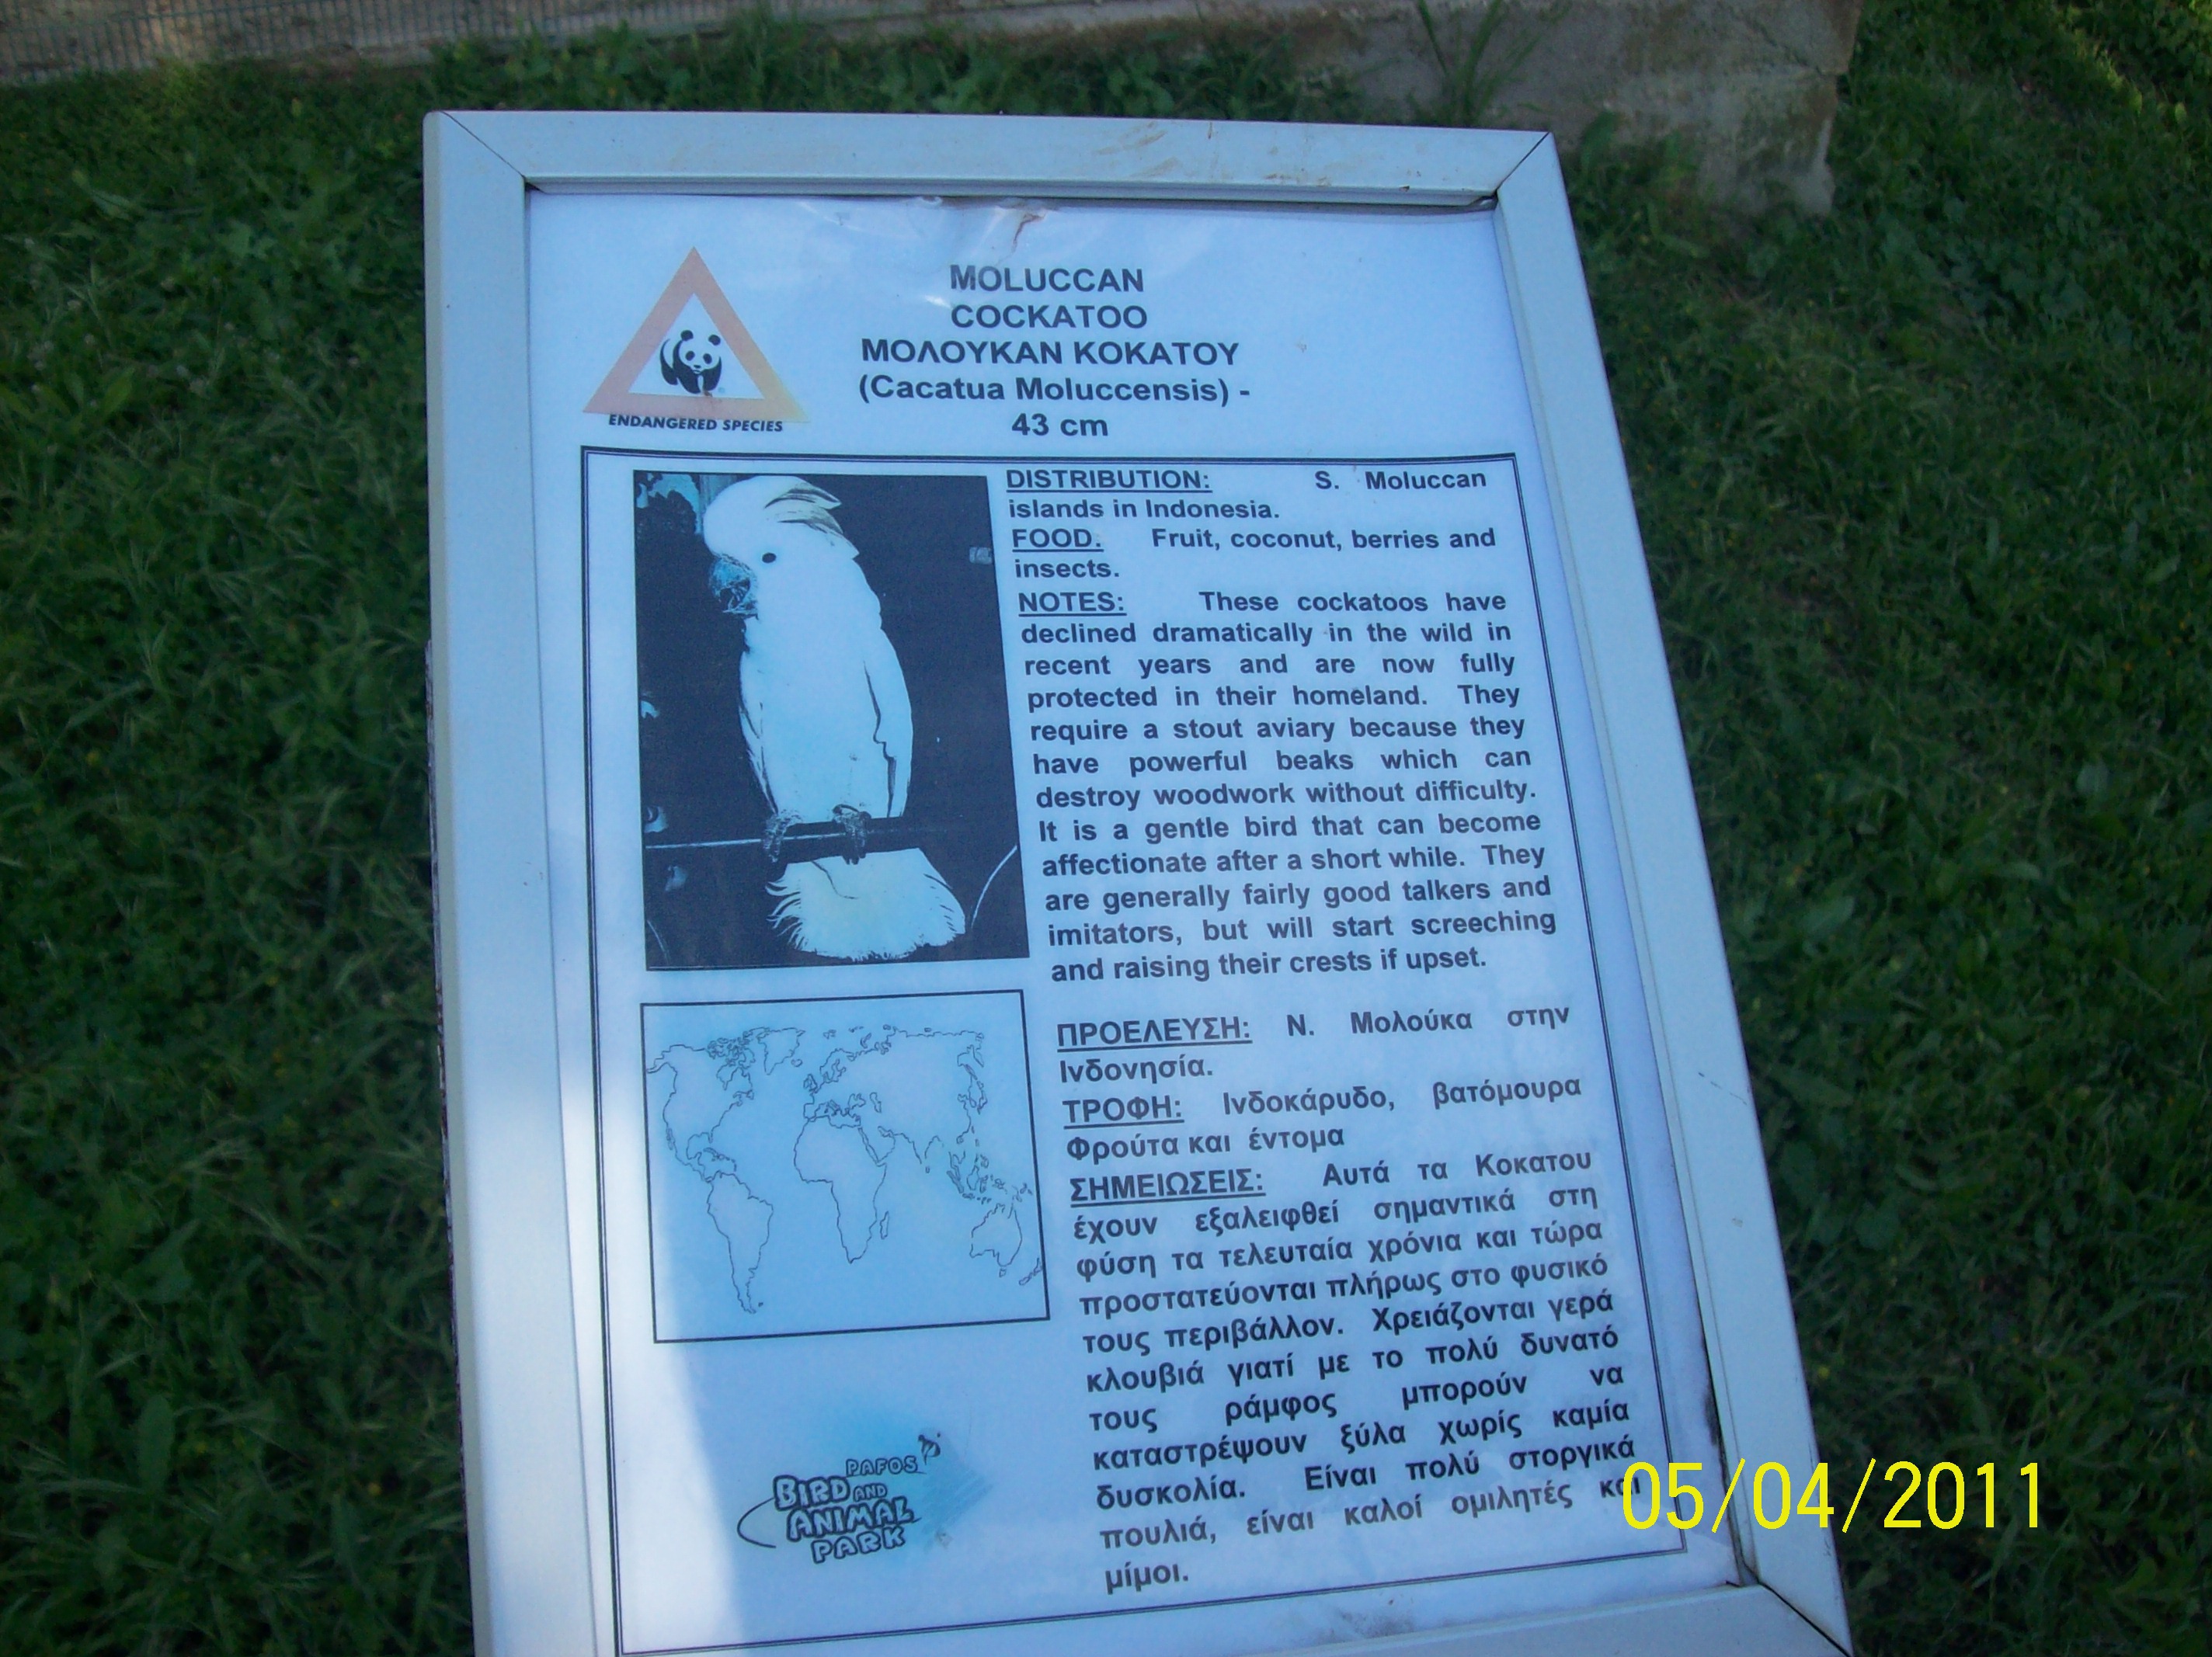 MOLUCCAN
COCKATOO
ΜΟΛΟΥΚΑΝ ΚΟΚΑΤΟΥ
(Cacatua Moluccensis) -
43 cm
ENDANGERED SPECIES
DISTRIBUTION: S. Moluccan
islands in Indonesia.
FOOD. Fruit, coconut, berries and
insects.
NOTES: These cockatoos have
declined dramatically in the wild in
recent years and are now fully
protected in their homeland. They
require a stout aviary because they
have powerful beaks which can
destroy woodwork without difficulty.
It is a gentle bird that can become
affectionate after a short while. They
are generally fairly good talkers and
imitators, but will start screeching
and raising their crests if upset.
ΠΡΟΕΛΕΥΣΗ: Ν. Μολούκα στην
Ινδονησία.
ΤΡΟΦΗ: Ινδοκάρυδο, βατόμουρα
Φρούτα και έντομα
ΣΗΜΕΙΩΣΕΙΣ: Αυτά τα Κοκατου
έχουν εξαλειφθεί σημαντικά στη
φύση τα τελευταία χρόνια και τώρα
προστατεύονται πλήρως στο φυσικό
τους περιβάλλον. Χρειάζονται γερά
κλουβιά γιατί με το πολύ δυνατό
τους ράμφος μπορούν να
καταστρέψουν ξύλα χωρίς καμία
δυσκολία. Είναι πολύ στοργικά
πουλιά, είναι καλοί ομιλητές και
μίμοι.
PAFOS
BIRD AND
ANIMAL
PARK
05/04/2011